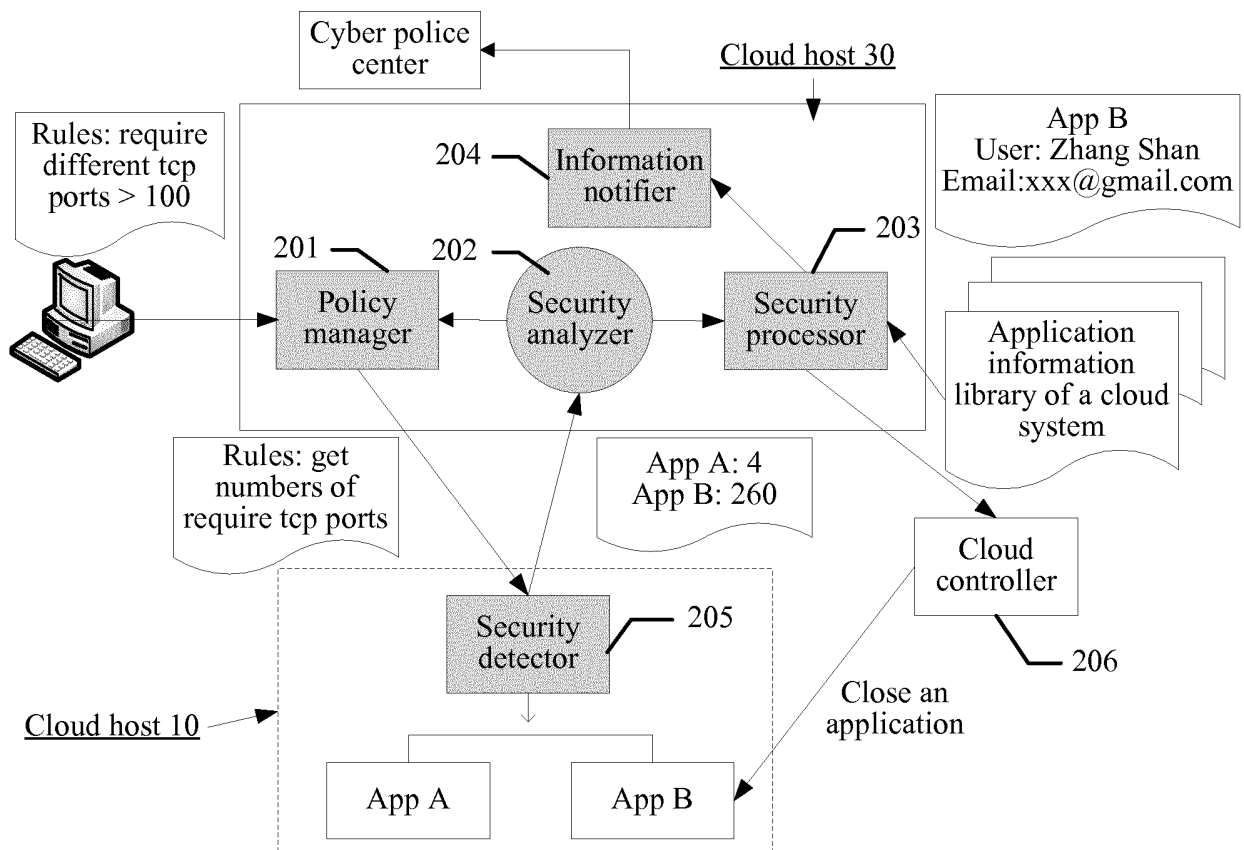 Cyber police
center
Cloud host 30
Rules: require
different tcp
ports > 100
App B
User: Zhang Shan
Email:xxx@gmail.com
204
Information
notifier
201
202
203
Policy
manager
Security
analyzer
Security
processor
Application
information
library of a cloud
system
Rules: get
numbers of
require tcp ports
App A: 4
App B: 260
Cloud
controller
Security
detector
205
206
Cloud host 10
Close an
application
App A
App B